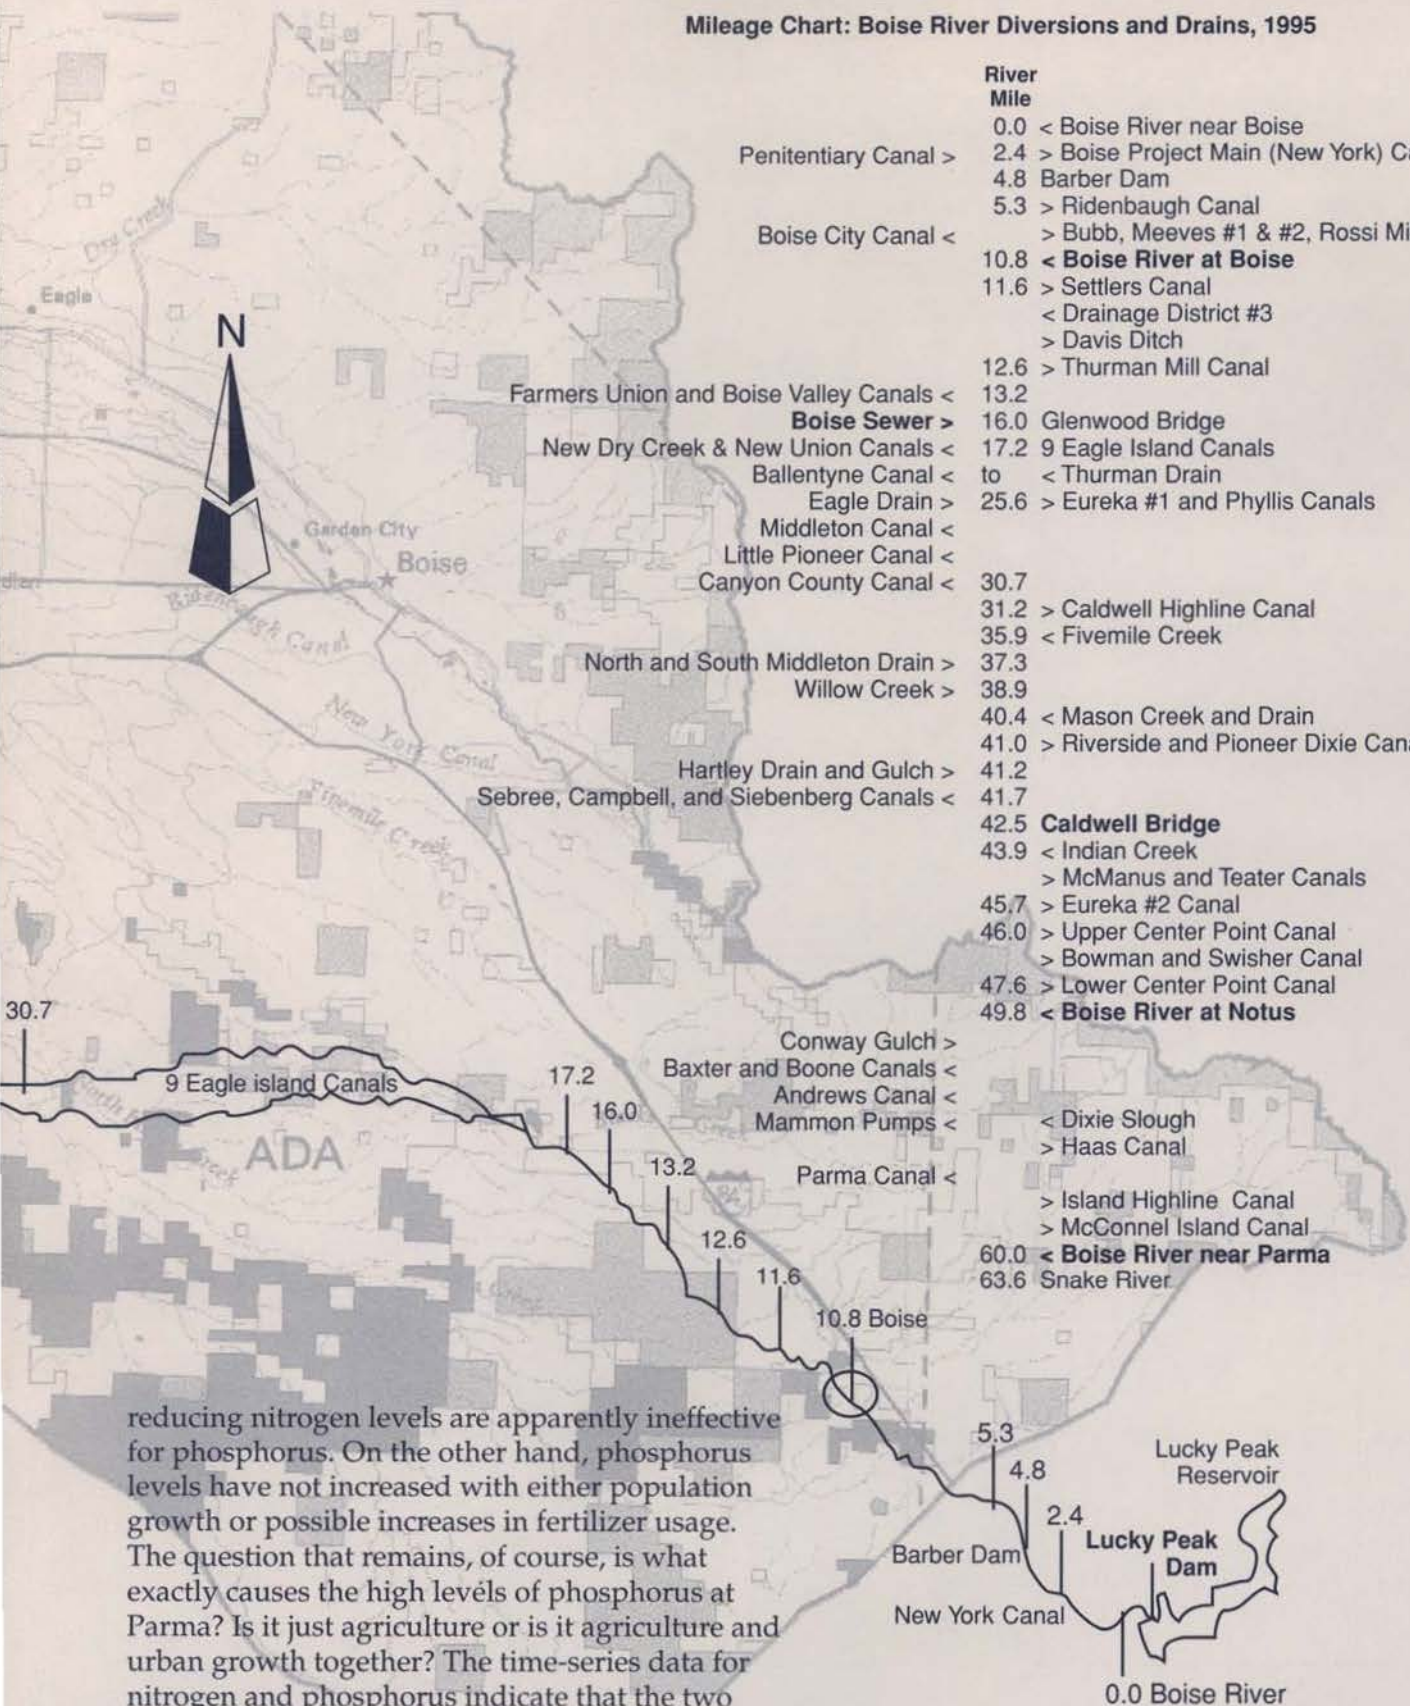 Mileage Chart: Boise River Diversions and Drains, 1995
River
Mile
0.0 < Boise River near Boise
Penitentiary Canal > 2.4 > Boise Project Main (New York)
4.8 Barber Dam
5.3 > Ridenbaugh Canal
Boise City Canal < > Bubb, Meeves #1 & #2, Rossi
10.8 < Boise River at Boise
11.6 > Settlers Canal
< Drainage District #3
> Davis Ditch
12.6 > Thurman Mill Canal
Farmers Union and Boise Valley Canals < 13.2
Boise Sewer > 16.0 Glenwood Bridge
New Dry Creek & New Union Canals < 17.2 9 Eagle Island Canals
Ballentyne Canal < to < Thurman Drain
Eagle Drain > 25.6 > Eureka #1 and Phyllis Canals
Middleton Canal <
Little Pioneer Canal <
Canyon County Canal < 30.7
31.2 > Caldwell Highline Canal
35.9 < Fivemile Creek
North and South Middleton Drain > 37.3
Willow Creek > 38.9
40.4 < Mason Creek and Drain
41.0 > Riverside and Pioneer Dixie
Hartley Drain and Gulch > 41.2
Sebree, Campbell, and Siebenberg Canals < 41.7
42.5 Caldwell Bridge
43.9 < Indian Creek
> McManus and Teater Canals
45.7 > Eureka #2 Canal
46.0 > Upper Center Point Canal
> Bowman and Swisher Canal
47.6 > Lower Center Point Canal
49.8 < Boise River at Notus
Conway Gulch >
Baxter and Boone Canals <
Andrews Canal <
Mammon Pumps < < Dixie Slough
> Haas Canal
Parma Canal <
> Island Highline Canal
> McConnel Island Canal
60.0 < Boise River near Parma
63.6 Snake River
Dry Creek
Eagle
N
Garden City
Boise
Ridenbaugh Canal
New York Canal
Fivemile Creek
30.7
9 Eagle island Canals
17.2
16.0
ADA
Creek
13.2
84
12.6
11.6
10.8 Boise
5.3
4.8
2.4
Lucky Peak
Reservoir
Lucky Peak
Dam
Barber Dam
New York Canal
0.0 Boise River
reducing nitrogen levels are apparently ineffective
for phosphorus. On the other hand, phosphorus
levels have not increased with either population
growth or possible increases in fertilizer usage.
The question that remains, of course, is what
exactly causes the high levels of phosphorus at
Parma? Is it just agriculture or is it agriculture and
urban growth together? The time-series data for
nitrogen and phosphorus indicate that the two